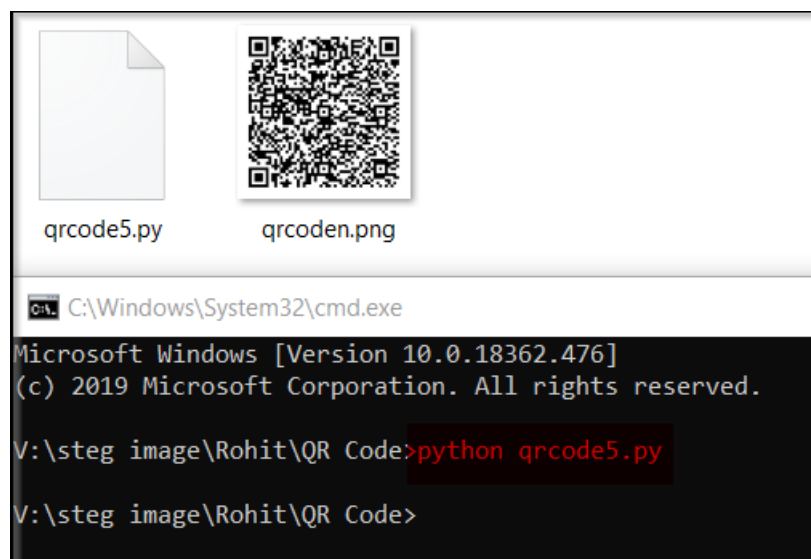 qrcode5.py
qrcoden.png
C:\Windows\System32\cmd.exe
Microsoft Windows [Version 10.0.18362.476]
(c) 2019 Microsoft Corporation. All rights reserved.
V:\steg image\Rohit\QR Code>python qrcode5.py
V:\steg image\Rohit\QR Code>